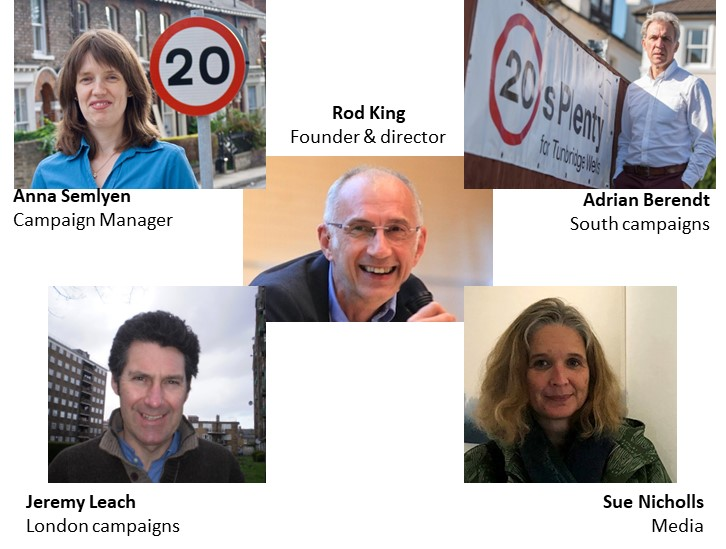 20
20
s Plenty
for Tunbridge Wells
Rod King
Founder & director
Anna Semlyen
Campaign Manager
Adrian Berendt
South campaigns
Jeremy Leach
London campaigns
Sue Nicholls
Media